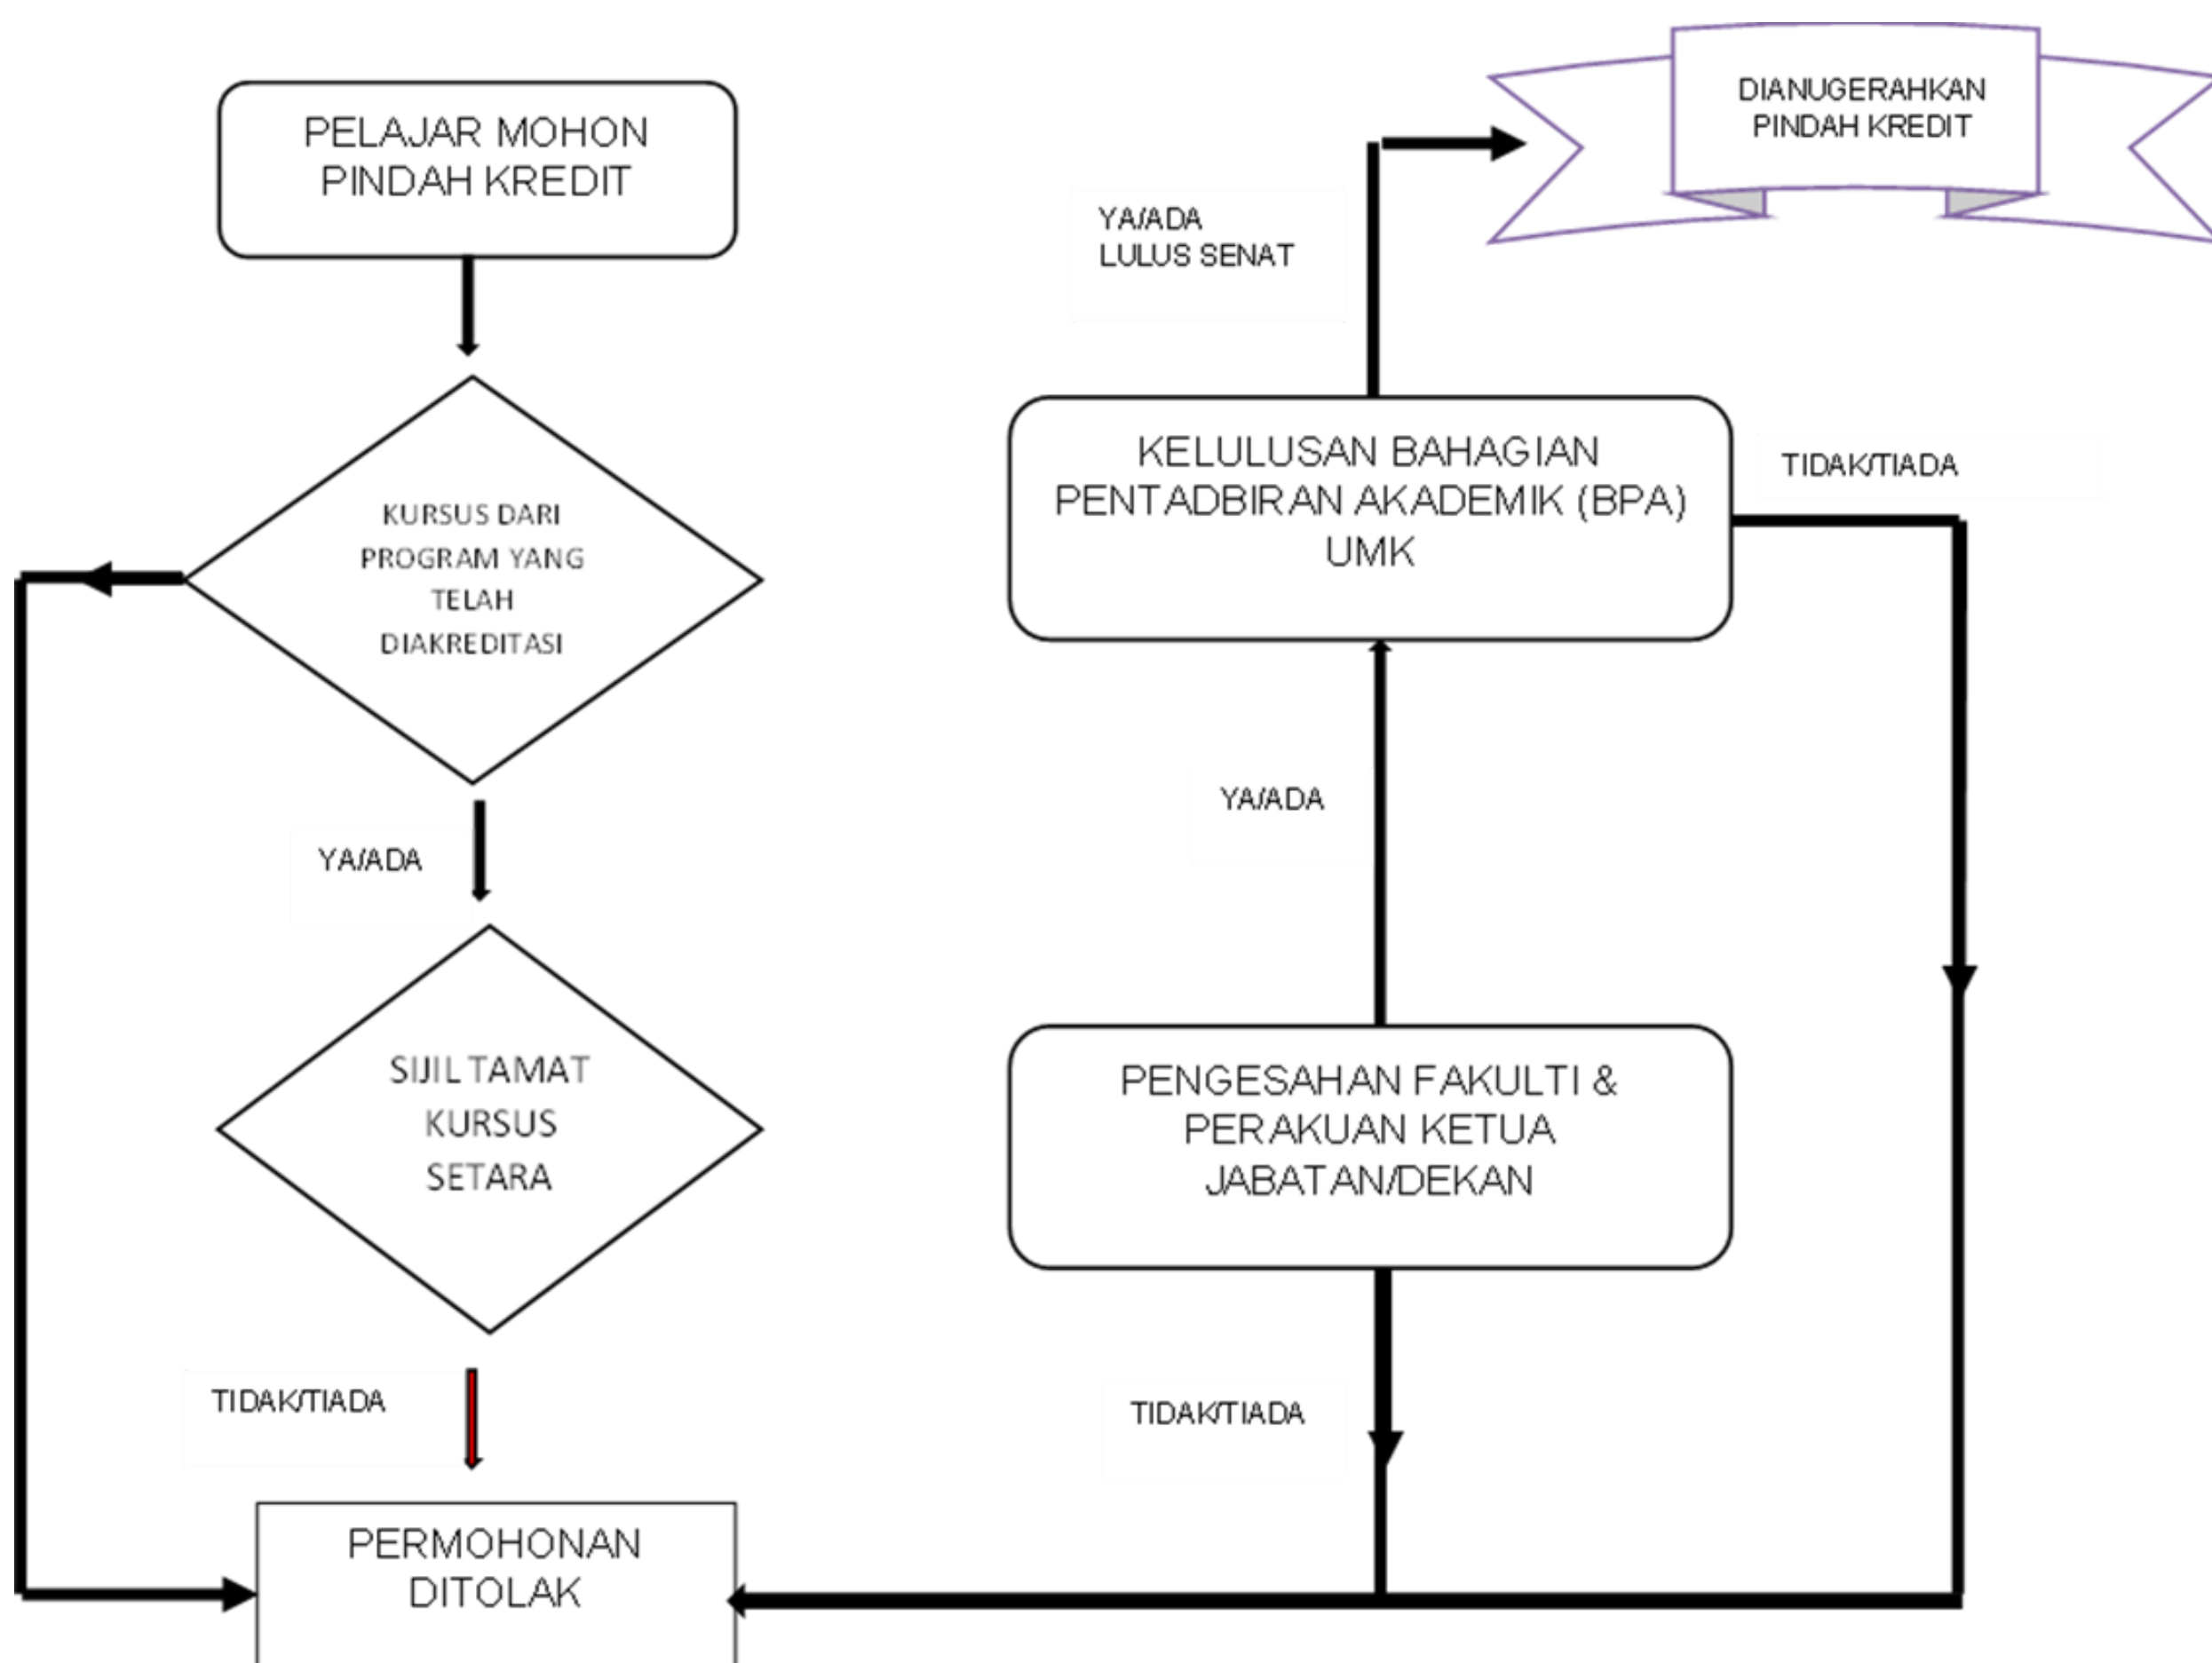 PELAJAR MOHON
PINDAH KREDIT
KURSUS DARI
PROGRAM YANG
TELAH
DIAKREDITASI
YA/ADA
SIJIL TAMAT
KURSUS
SETARA
TIDAK/TIADA
PERMOHONAN
DITOLAK
DIANUGERAHKAN
PINDAH KREDIT
YA/ADA
LULUS SENAT
KELULUSAN BAHAGIAN
PENTADBIRAN AKADEMIK (BPA)
UMK
TIDAK/TIADA
YA/ADA
PENGESAHAN FAKULTI &
PERAKUAN KETUA
JABATAN/DEKAN
TIDAK/TIADA